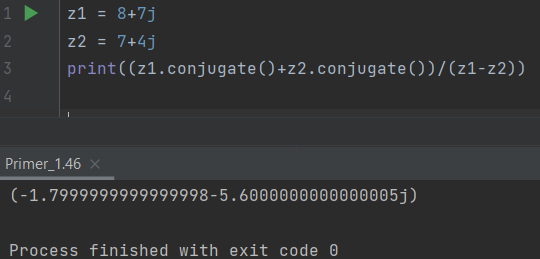 1 z1 = 8+7j
2 z2 = 7+4j
3 print((z1.conjugate()+z2.conjugate())/(z1-z2))
4
Primer_1.46 ×
(-1.7999999999999998-5.6000000000000005j)
Process finished with exit code 0